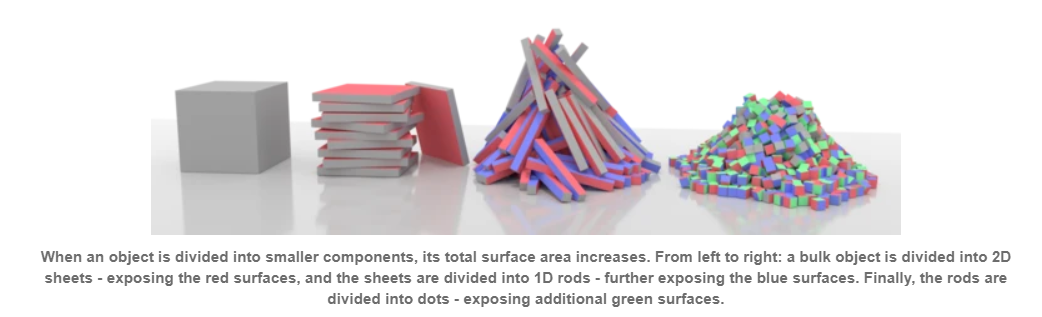 When an object is divided into smaller components, its total surface area increases. From left to right: a bulk object is divided into 2D
sheets - exposing the red surfaces, and the sheets are divided into 1D rods - further exposing the blue surfaces. Finally, the rods are
divided into dots - exposing additional green surfaces.